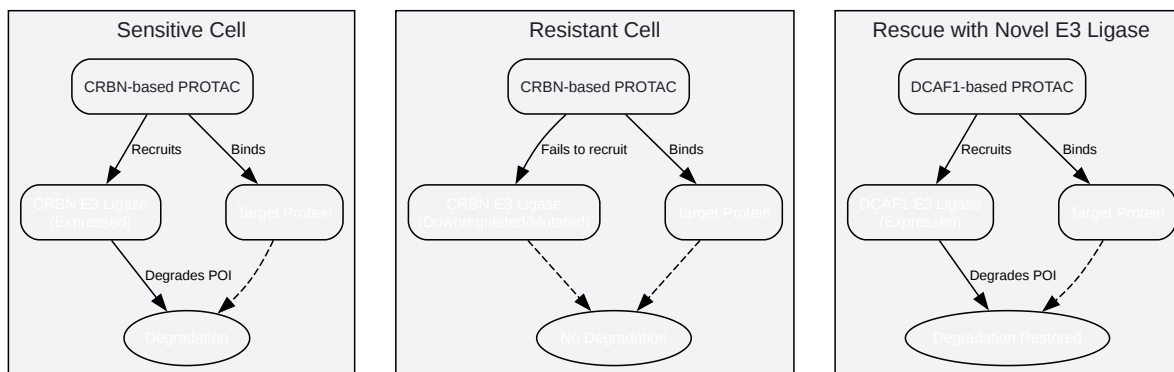 Sensitive Cell
CRBN-based PROTAC
Recruits
Binds
CRBN E3 Ligase
(Expressed)
Target Protein
Degrades POI
Degradation
Resistant Cell
CRBN-based PROTAC
Fails to recruit
Binds
CRBN E3 Ligase
(Downregulated/Mutated)
Target Protein
No Degradation
Rescue with Novel E3 Ligase
DCAF1-based PROTAC
Recruits
Binds
DCAF1 E3 Ligase
(Expressed)
Target Protein
Degrades POI
Degradation Restored